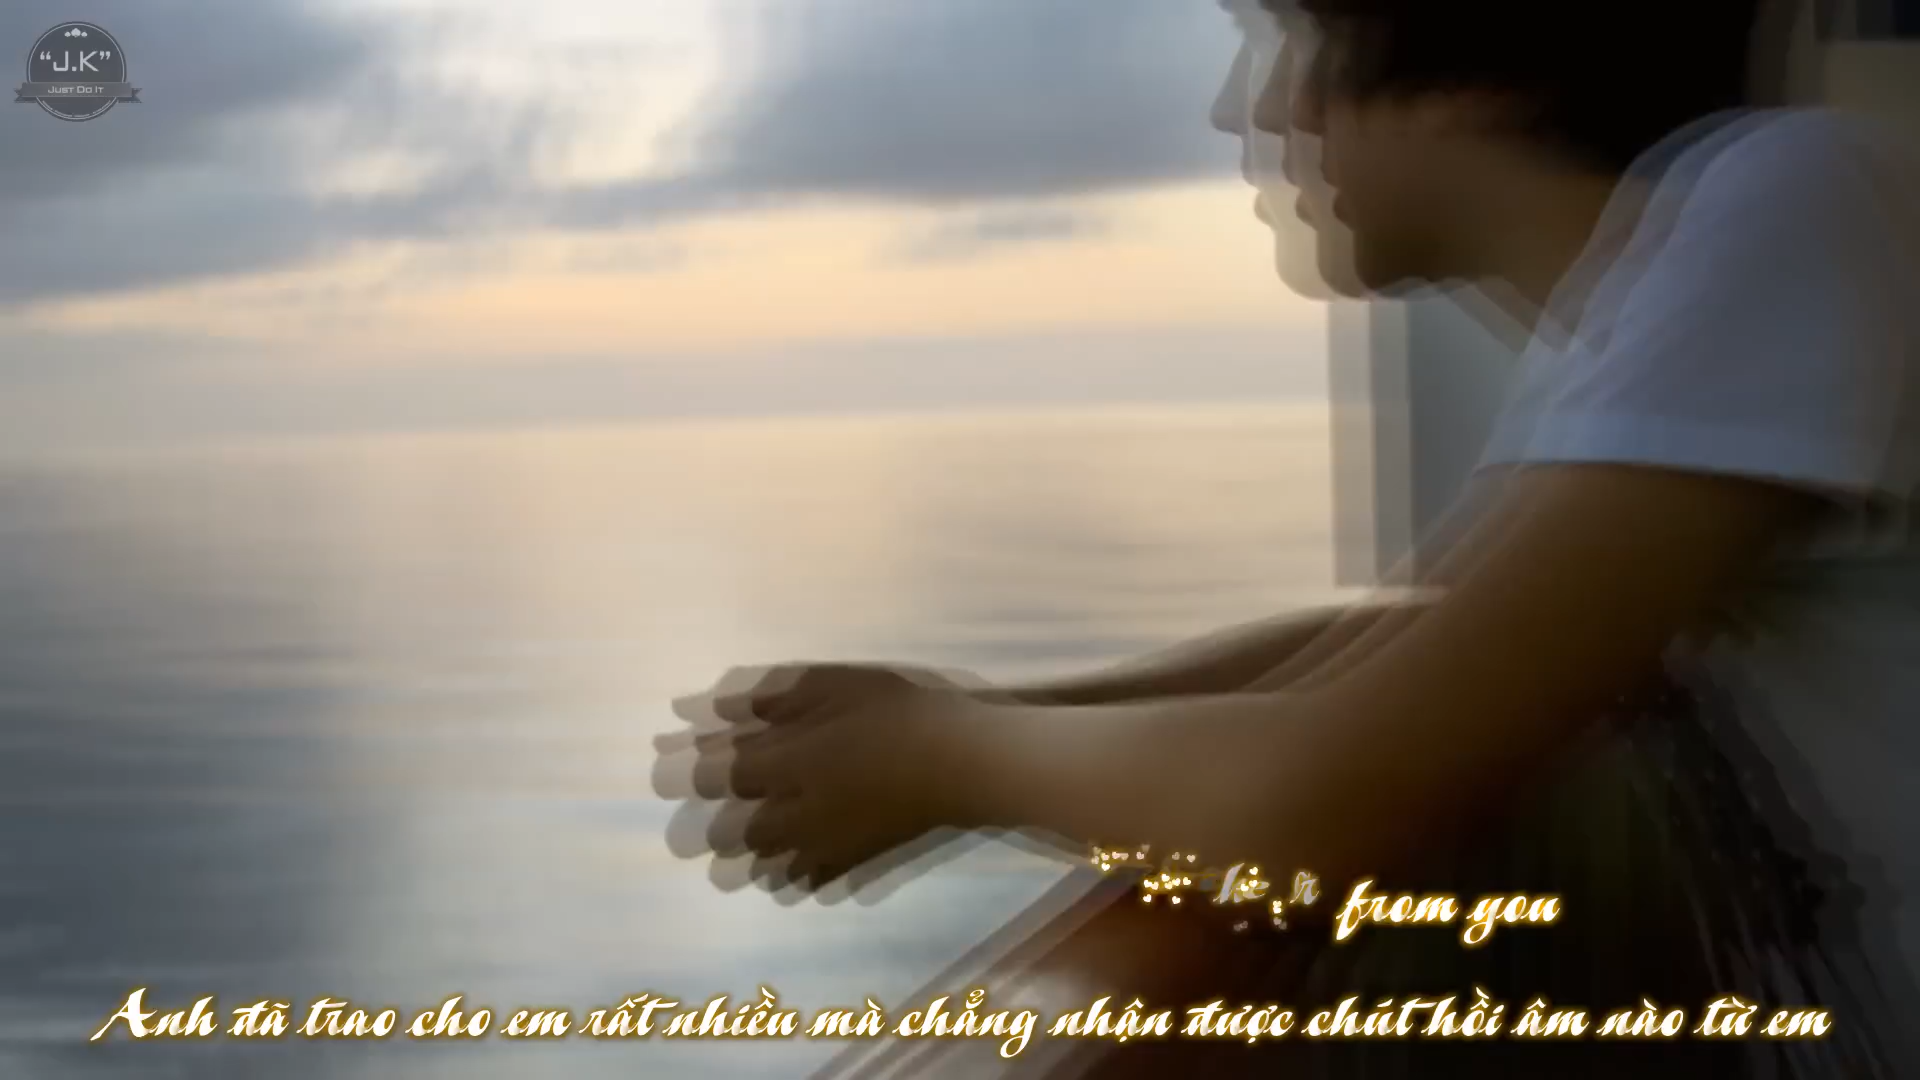 “J.K”
Just Do It
from you
Anh đã trao cho em rất nhiều mà chẳng nhận được chút hồi âm nào từ em